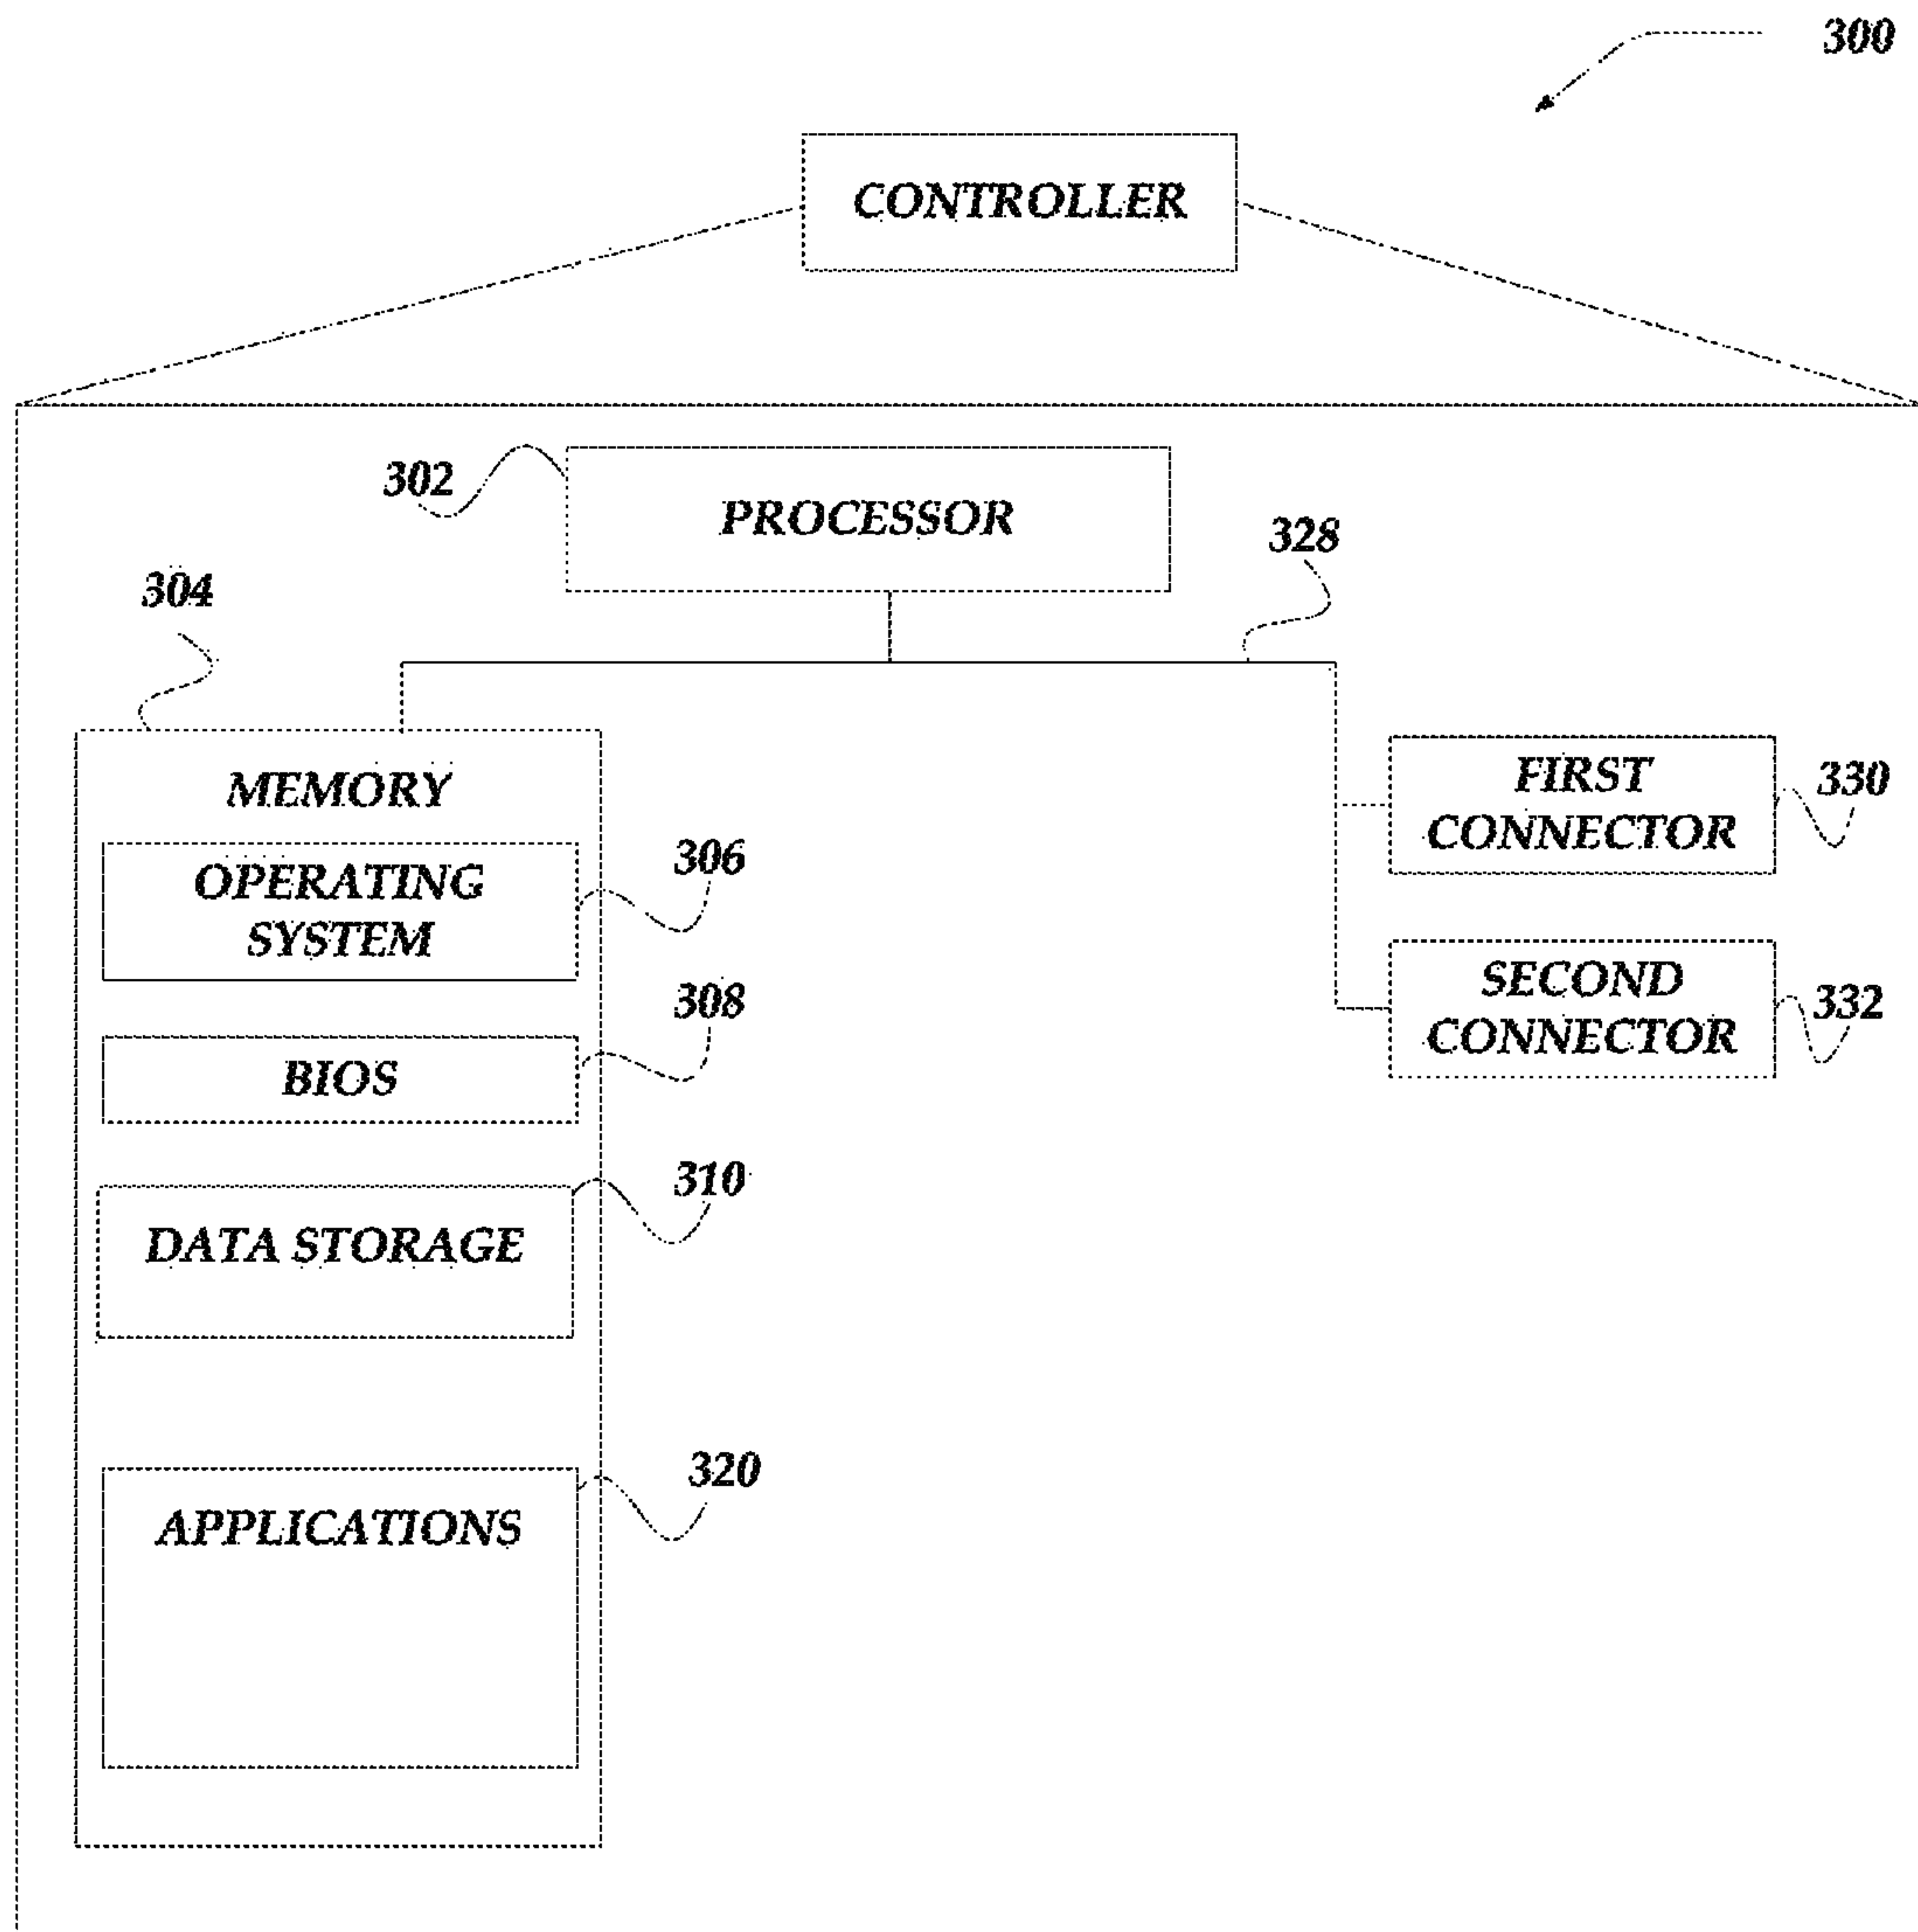 300
CONTROLLER
302
PROCESSOR
328
304
MEMORY
FIRST
CONNECTOR
330
OPERATING
SYSTEM
306
SECOND
CONNECTOR
332
308
BIOS
310
DATA STORAGE
320
APPLICATIONS